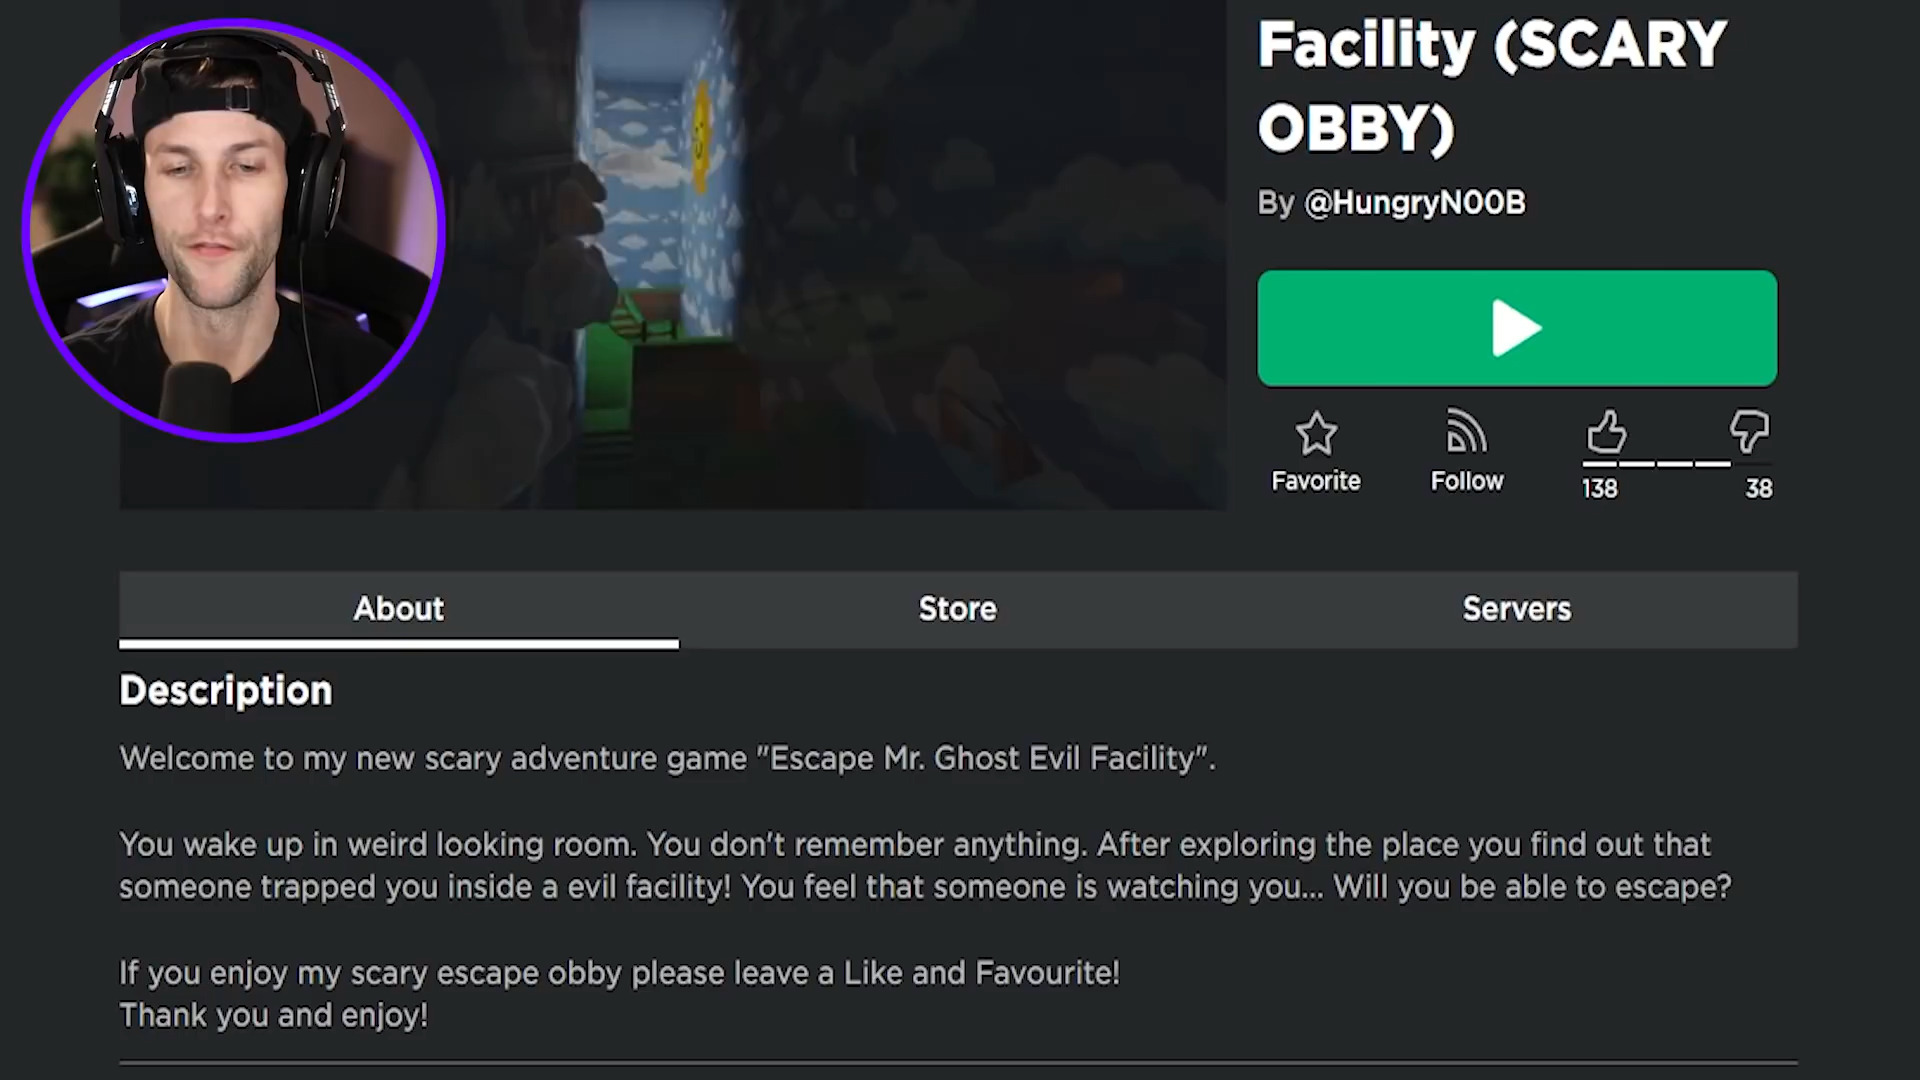 Facility (SCARY
OBBY)
By @HungryN00B
Favorite
Follow
138
38
About
Store
Servers
Description
Welcome to my new scary adventure game "Escape Mr. Ghost Evil Facility".
You wake up in weird looking room. You don't remember anything. After exploring the place you find out that
someone trapped you inside a evil facility! You feel that someone is watching you... Will you be able to escape?
If you enjoy my scary escape obby please leave a Like and Favourite!
Thank you and enjoy!